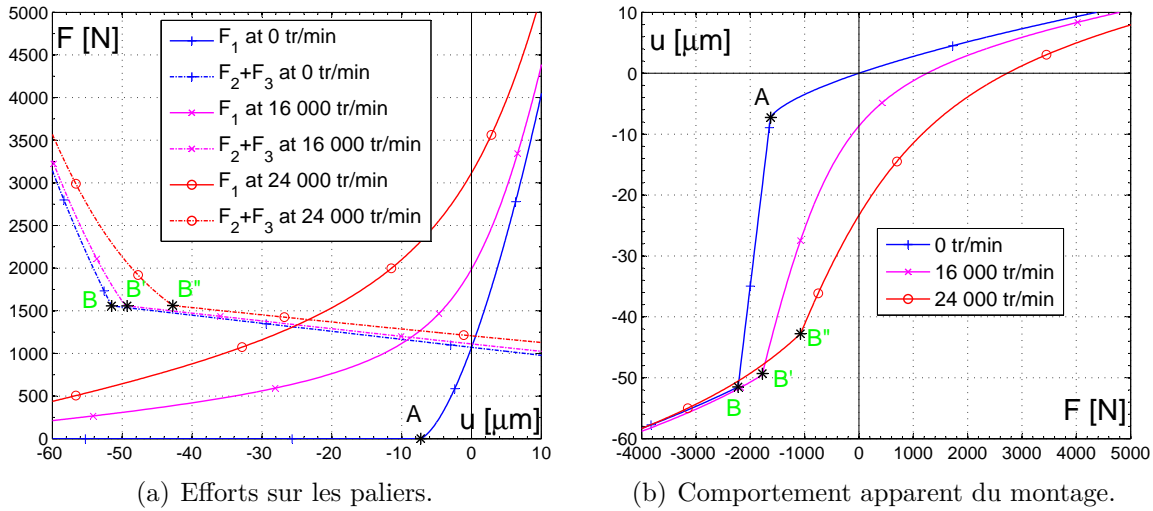 F [N]
5000
4500
4000
3500
3000
2500
2000
1500
1000
500
0
F1 at 0 tr/min
F2+F3 at 0 tr/min
F1 at 16 000 tr/min
F2+F3 at 16 000 tr/min
F1 at 24 000 tr/min
F2+F3 at 24 000 tr/min
B
B'
B"
A
u [μm]
-60 -50 -40 -30 -20 -10 0 10
(a) Efforts sur les paliers.
u [μm]
10
0
-10
-20
-30
-40
-50
-60
A
0 tr/min
16 000 tr/min
24 000 tr/min
B"
B'
B
F [N]
-4000 -3000 -2000 -1000 0 1000 2000 3000 4000 5000
(b) Comportement apparent du montage.